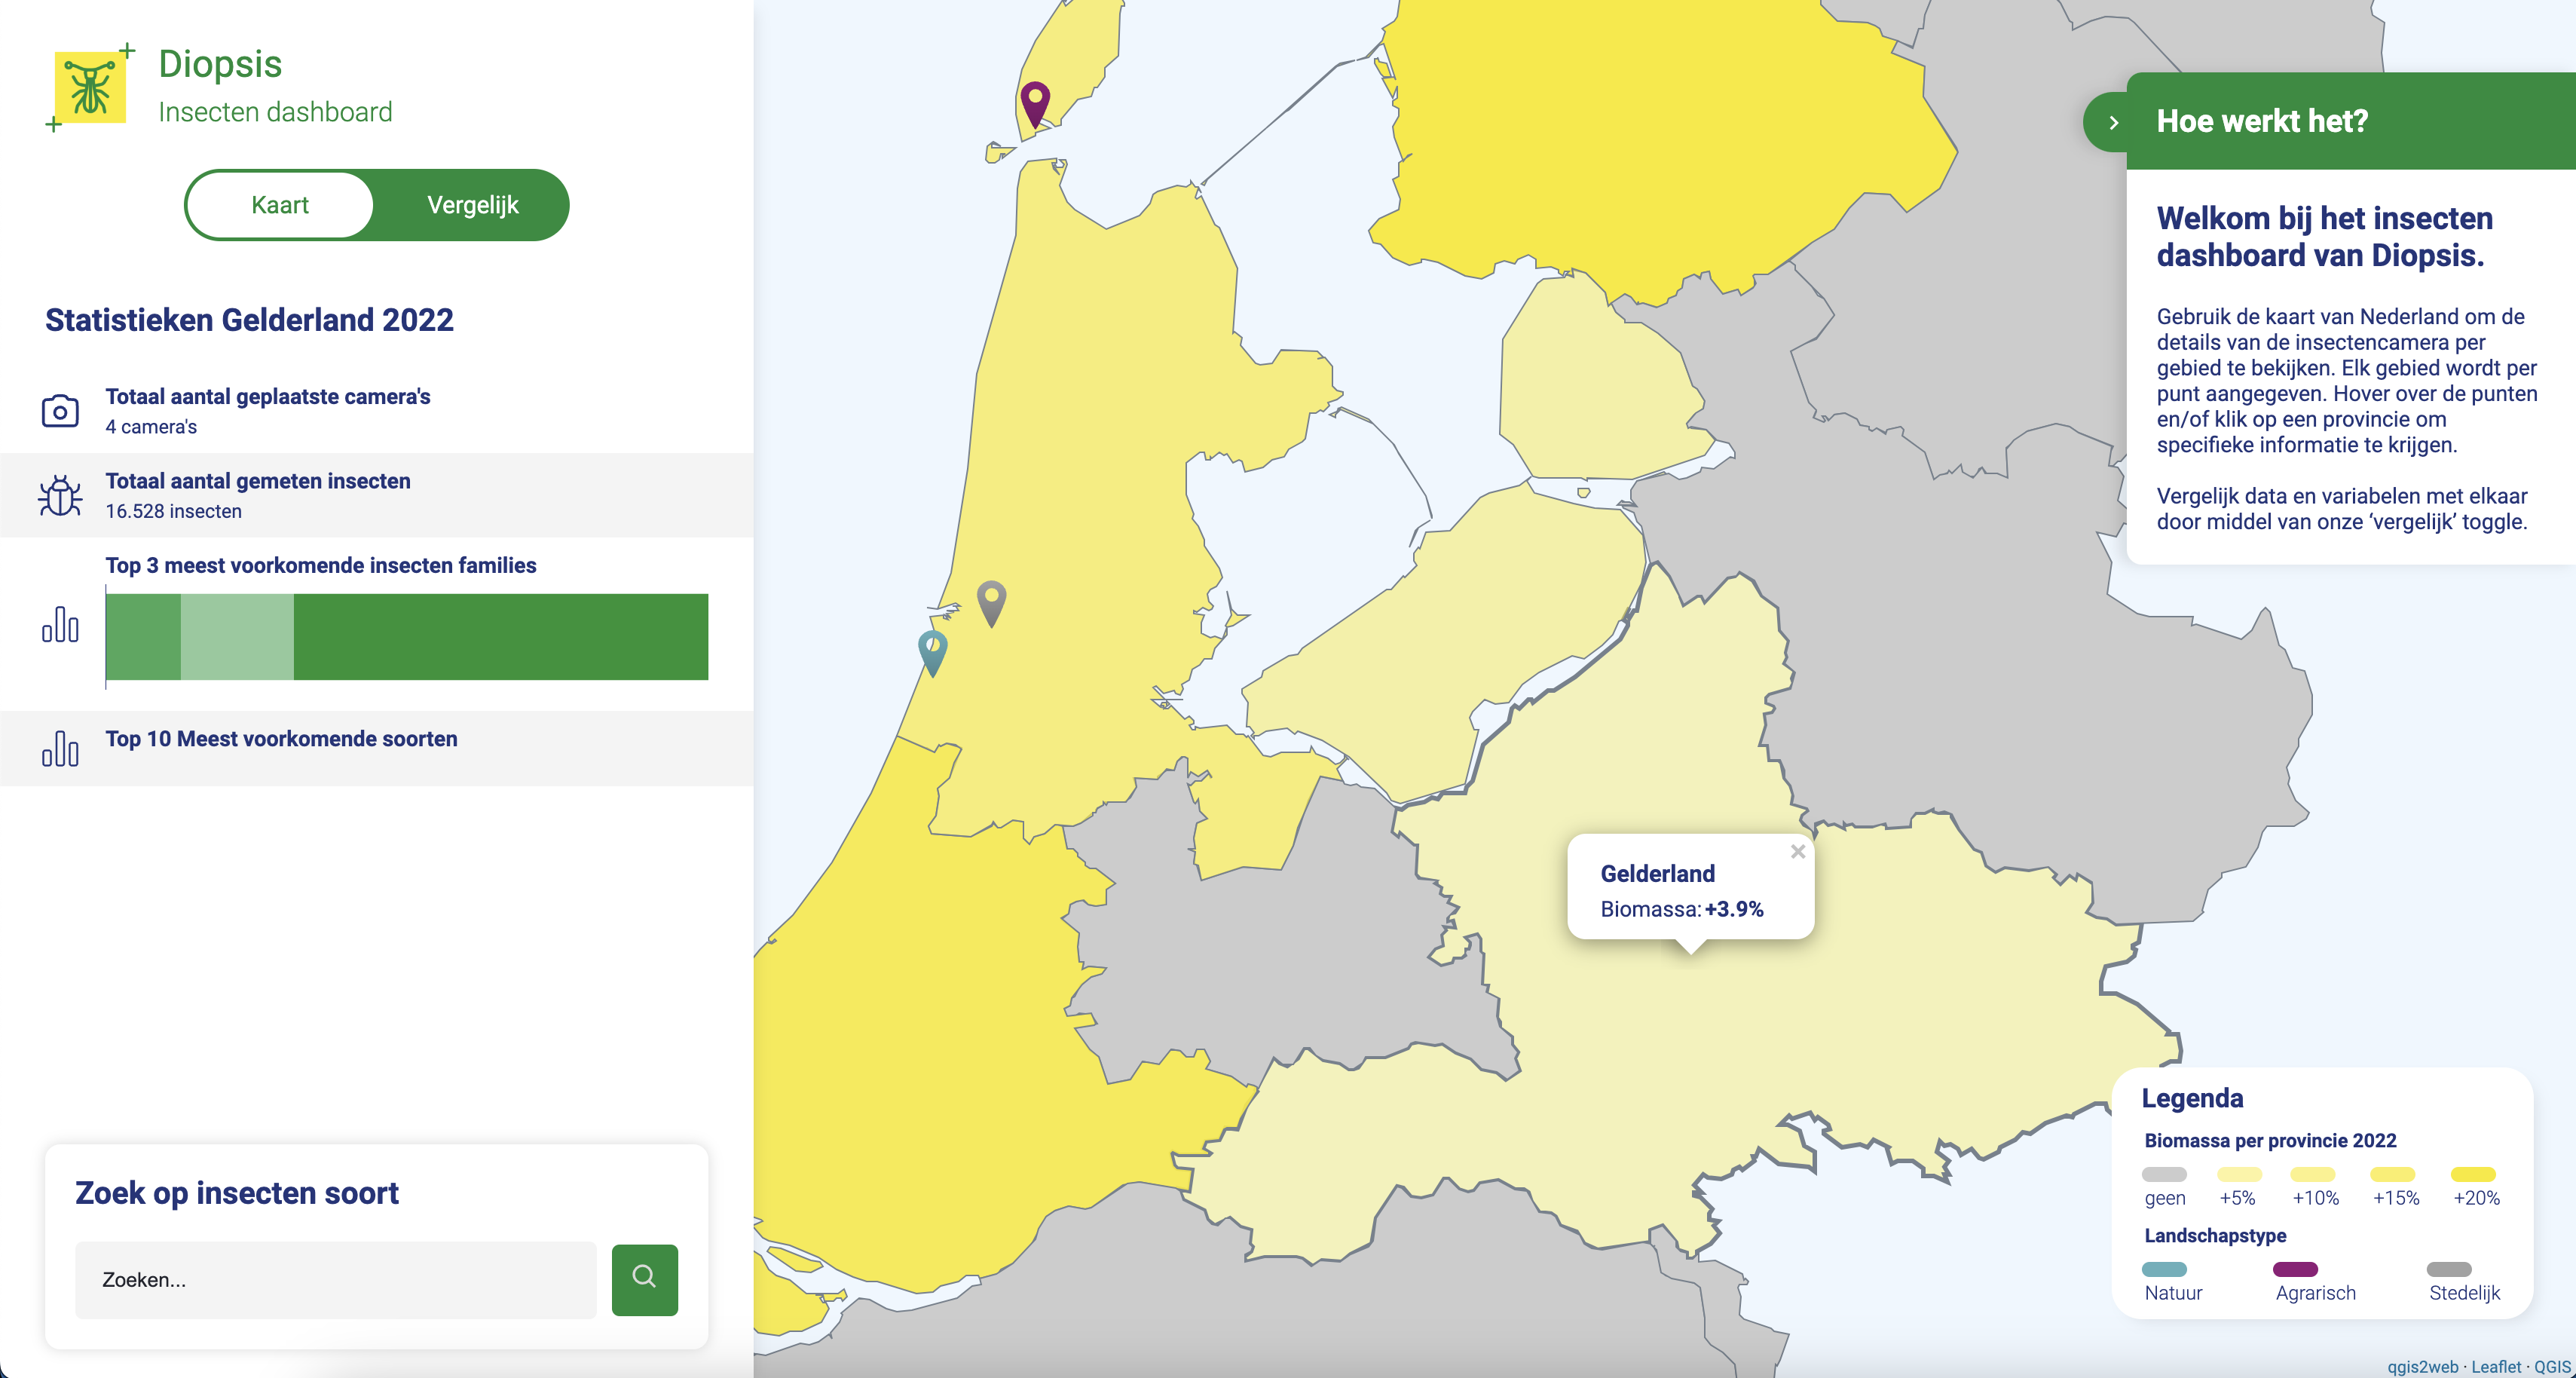 Diopsis
Insecten dashboard
Kaart
Vergelijk
Statistieken Gelderland 2022
Totaal aantal geplaatste camera's
4 camera's
Totaal aantal gemeten insecten
16.528 insecten
Top 3 meest voorkomende insecten families
Top 10 Meest voorkomende soorten
Zoek op insecten soort
Zoeken...
Gelderland
Biomassa: +3.9%
Hoe werkt het?
Welkom bij het insecten
dashboard van Diopsis.
Gebruik de kaart van Nederland om de
details van de insectencamera per
gebied te bekijken. Elk gebied wordt per
punt aangegeven. Hover over de punten
en/of klik op een provincie om
specifieke informatie te krijgen.
Vergelijk data en variabelen met elkaar
door middel van onze ‘vergelijk’ toggle.
Legenda
Biomassa per provincie 2022
geen +5% +10% +15% +20%
Landschapstype
Natuur Agrarisch Stedelijk
qgis2web · Leaflet · QGIS